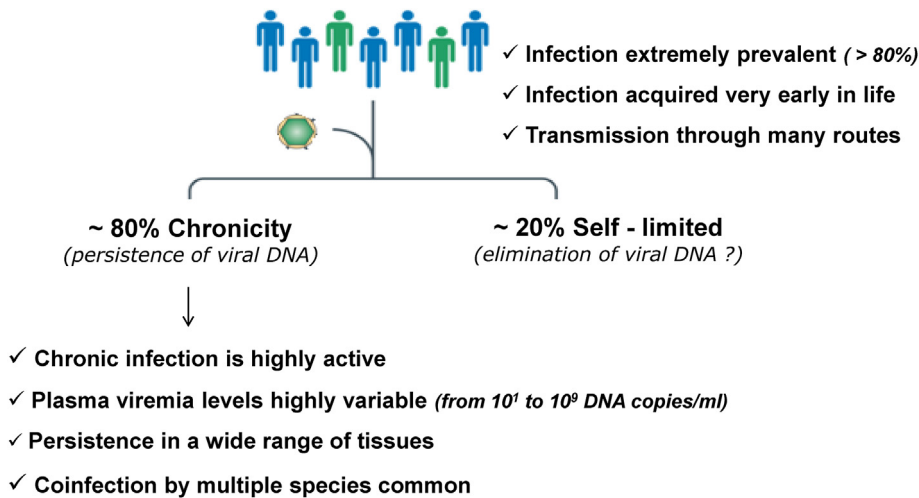 ✓ Infection extremely prevalent ( > 80%)
✓ Infection acquired very early in life
✓ Transmission through many routes
~ 80% Chronicity
(persistence of viral DNA)
~ 20% Self - limited
(elimination of viral DNA ?)
✓ Chronic infection is highly active
✓ Plasma viremia levels highly variable (from 10¹ to 10⁹ DNA copies/ml)
✓ Persistence in a wide range of tissues
✓ Coinfection by multiple species common